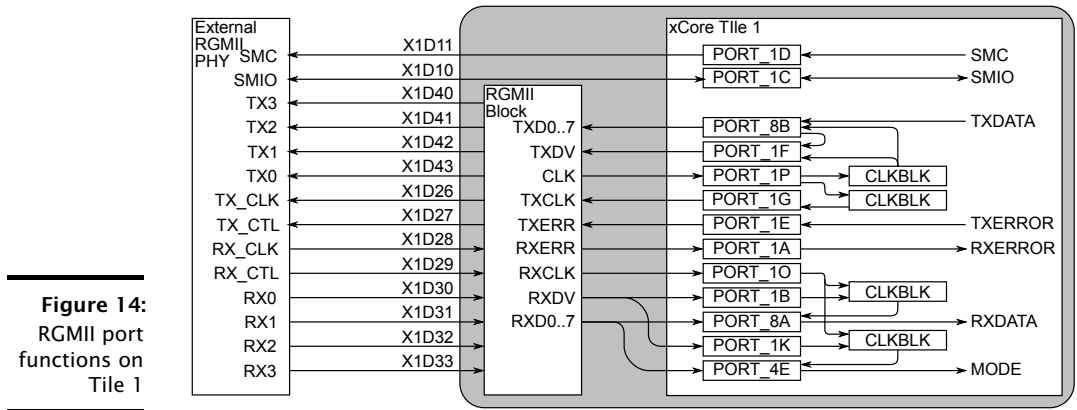 External
RGMII
PHY
SMC
SMIO
TX3
TX2
TX1
TX0
TX_CLK
TX_CTL
RX_CLK
RX_CTL
RX0
RX1
RX2
RX3
X1D11
X1D10
X1D40
X1D41
X1D42
X1D43
X1D26
X1D27
X1D28
X1D29
X1D30
X1D31
X1D32
X1D33
RGMII
Block
TXD0..7
TXDV
CLK
TXCLK
TXERR
RXERR
RXCLK
RXDV
RXD0..7
xCore TIle 1
PORT_1D
PORT_1C
PORT_8B
PORT_1F
PORT_1P
PORT_1G
PORT_1E
PORT_1A
PORT_1O
PORT_1B
PORT_8A
PORT_1K
PORT_4E
CLKBLK
CLKBLK
CLKBLK
CLKBLK
SMC
SMIO
TXDATA
TXERROR
RXERROR
RXDATA
MODE
Figure 14:
RGMII port
functions on
Tile 1